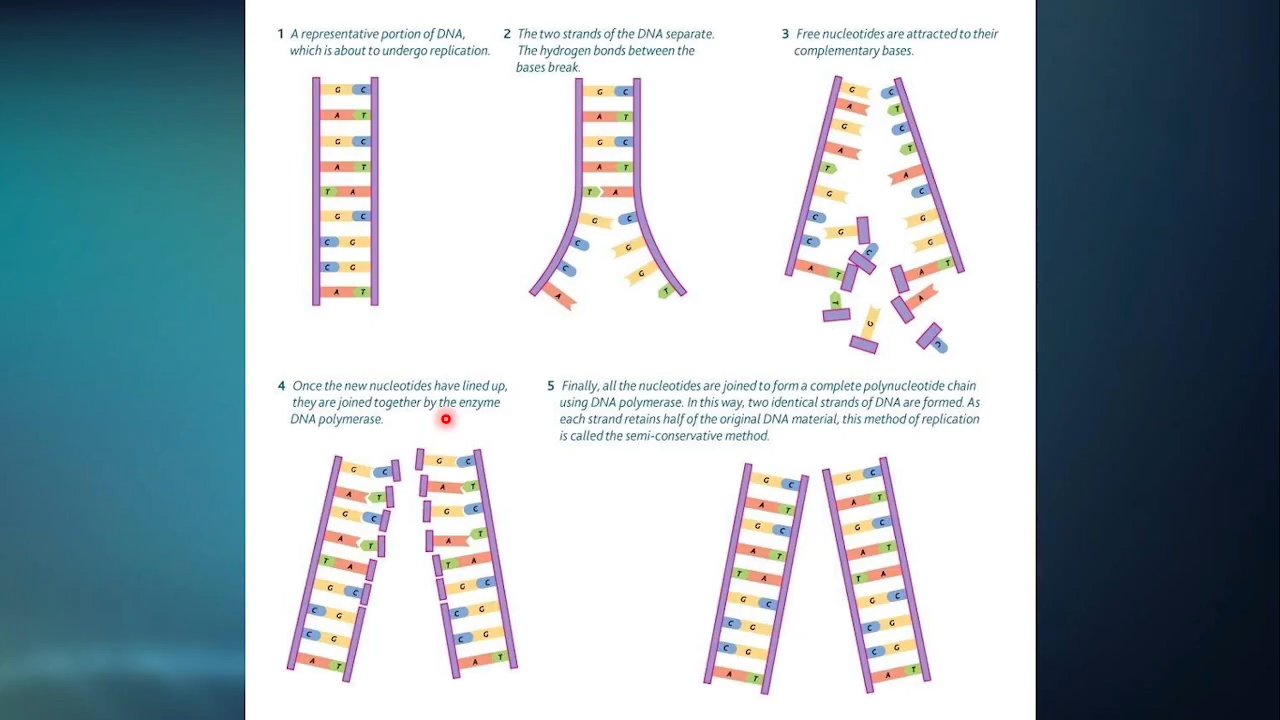 1 A representative portion of DNA,
which is about to undergo replication.
G C
A T
G C
A T
T A
G C
C G
C G
A T
2 The two strands of the DNA separate.
The hydrogen bonds between the
bases break.
G C
A T
G C
A T
T A
G C
C G
C G
A T
3 Free nucleotides are attracted to their
complementary bases.
G C
A T
G C
A T
T A
G C
C G G
C C G
A T A T
T A
G C
4 Once the new nucleotides have lined up,
they are joined together by the enzyme
DNA polymerase.
G C G C
A T A T
G C G C
A T A T
T A T A
G C G C
C G C G
C G C G
A T A T
5 Finally, all the nucleotides are joined to form a complete polynucleotide chain
using DNA polymerase. In this way, two identical strands of DNA are formed. As
each strand retains half of the original DNA material, this method of replication
is called the semi-conservative method.
G C G C
A T A T
G C G C
A T A T
T A T A
G C G C
C G C G
C G C G
A T A T